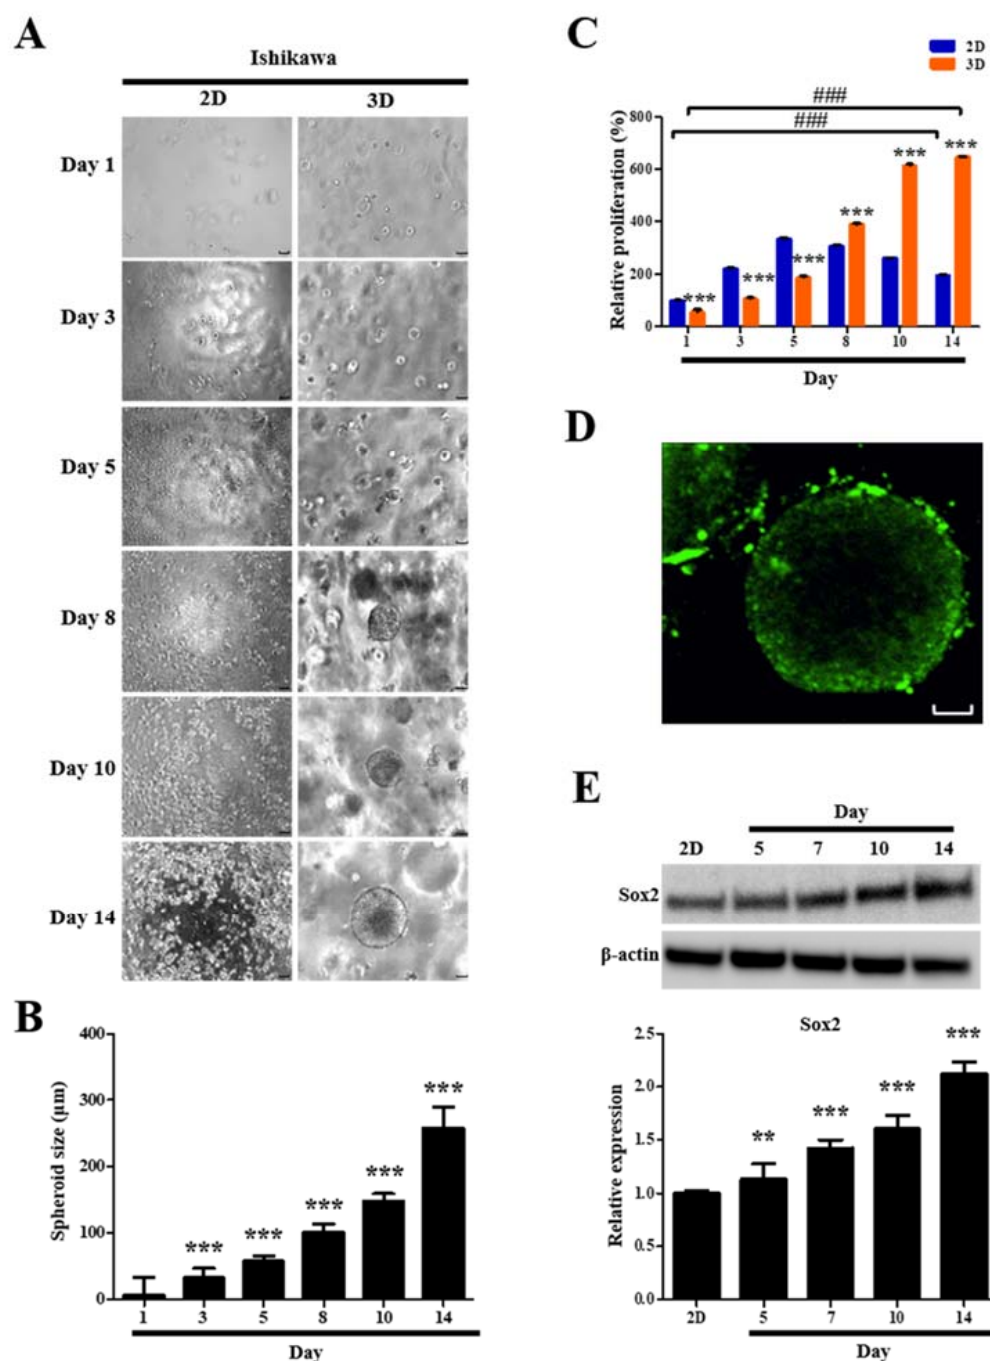 A
Ishikawa
2D 3D
Day 1
Day 3
Day 5
Day 8
Day 10
Day 14
B
400
300
200
100
0
Spheroid size (µm)
***
***
***
***
***
1 3 5 8 10 14
Day
C
2D
3D
###
###
800
600
400
200
0
Relative proliferation (%)
***
***
***
***
***
***
1 3 5 8 10 14
Day
D
E
Day
2D 5 7 10 14
Sox2
β-actin
Sox2
2.5
2.0
1.5
1.0
0.5
0.0
Relative expression
**
***
***
***
2D 5 7 10 14
Day